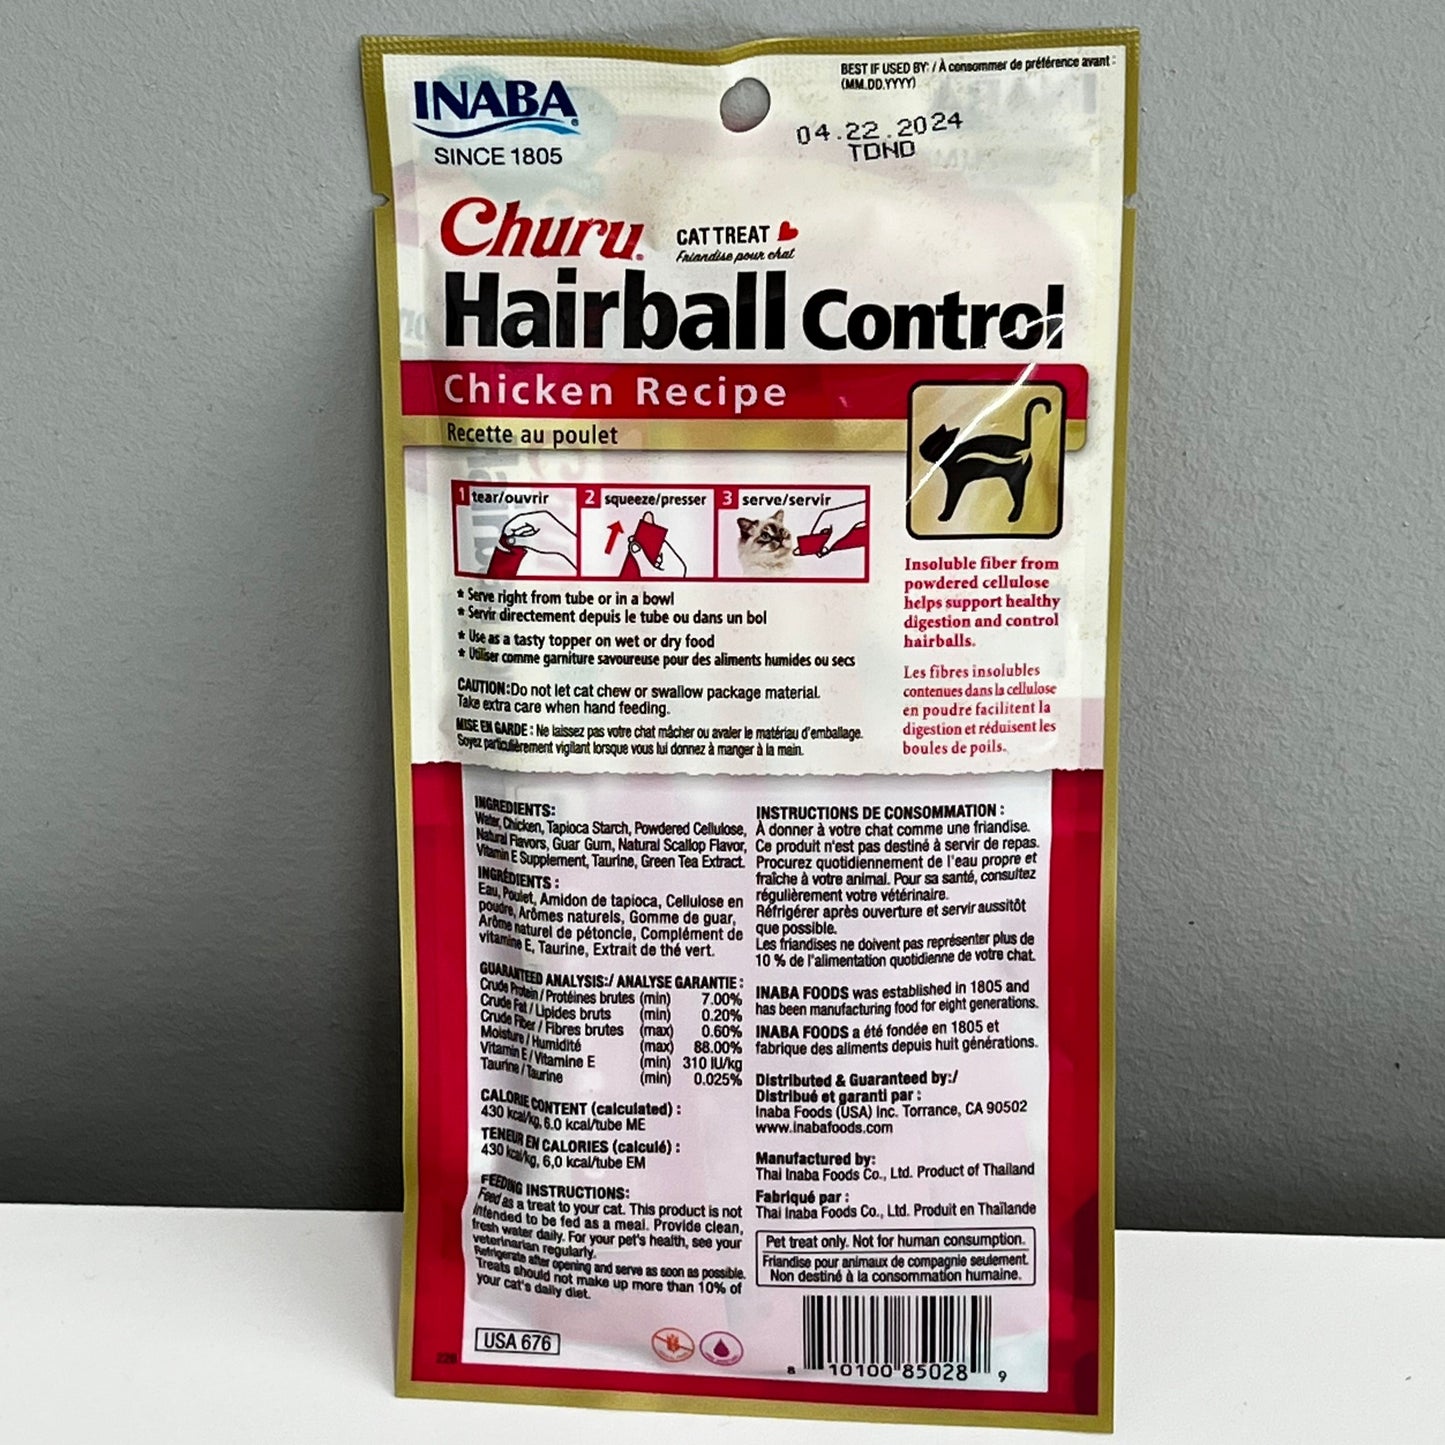 INABA®
SINCE 1805
BEST IF USED BY: / À consommer de préférence avant :
(MM.DD.YYYY)
04.22.2024
TDND
Churu®
CAT TREAT
Friandise pour chat
Hairball Control
Chicken Recipe
Recette au poulet
1 tear/ouvrir
2 squeeze/presser
3 serve/servir
* Serve right from tube or in a bowl
* Servir directement depuis le tube ou dans un bol
* Use as a tasty topper on wet or dry food
* Utiliser comme garniture savoureuse pour des aliments humides ou secs
CAUTION:Do not let cat chew or swallow package material.
Take extra care when hand feeding.
MISE EN GARDE : Ne laissez pas votre chat mâcher ou avaler le matériau d'emballage.
Soyez particulièrement vigilant lorsque vous lui donnez à manger à la main.
Insoluble fiber from
powdered cellulose
helps support healthy
digestion and control
hairballs.
Les fibres insolubles
contenues dans la cellulose
en poudre facilitent la
digestion et réduisent les
boules de poils.
INGREDIENTS:
Water, Chicken, Tapioca Starch, Powdered Cellulose,
Natural Flavors, Guar Gum, Natural Scallop Flavor,
Vitamin E Supplement, Taurine, Green Tea Extract.
INGRÉDIENTS :
Eau, Poulet, Amidon de tapioca, Cellulose en
poudre, Arômes naturels, Gomme de guar,
Arôme naturel de pétoncle, Complément de
vitamine E, Taurine, Extrait de thé vert.
GUARANTEED ANALYSIS:/ ANALYSE GARANTIE :
Crude Protein / Protéines brutes (min) 7.00%
Crude Fat / Lipides bruts (min) 0.20%
Crude Fiber / Fibres brutes (max) 0.60%
Moisture / Humidité (max) 88.00%
Vitamin E / Vitamine E (min) 310 IU/kg
Taurine / Taurine (min) 0.025%
CALORIE CONTENT (calculated) :
430 kcal/kg, 6.0 kcal/tube ME
TENEUR EN CALORIES (calculé) :
430 kcal/kg, 6,0 kcal/tube EM
FEEDING INSTRUCTIONS:
Feed as a treat to your cat. This product is not
intended to be fed as a meal. Provide clean,
fresh water daily. For your pet's health, see your
veterinarian regularly.
Refrigerate after opening and serve as soon as possible.
Treats should not make up more than 10% of
your cat's daily diet.
USA 676
226
INSTRUCTIONS DE CONSOMMATION :
À donner à votre chat comme une friandise.
Ce produit n'est pas destiné à servir de repas.
Procurez quotidiennement de l'eau propre et
fraîche à votre animal. Pour sa santé, consultez
régulièrement votre vétérinaire.
Réfrigérer après ouverture et servir aussitôt
que possible.
Les friandises ne doivent pas représenter plus de
10 % de l'alimentation quotidienne de votre chat.
INABA FOODS was established in 1805 and
has been manufacturing food for eight generations.
INABA FOODS a été fondée en 1805 et
fabrique des aliments depuis huit générations.
Distributed & Guaranteed by:/
Distribué et garanti par :
Inaba Foods (USA) Inc. Torrance, CA 90502
www.inabafoods.com
Manufactured by:
Thai Inaba Foods Co., Ltd. Product of Thailand
Fabriqué par :
Thai Inaba Foods Co., Ltd. Produit en Thaïlande
Pet treat only. Not for human consumption.
Friandise pour animaux de compagnie seulement.
Non destiné à la consommation humaine.
8 10100 85028 9